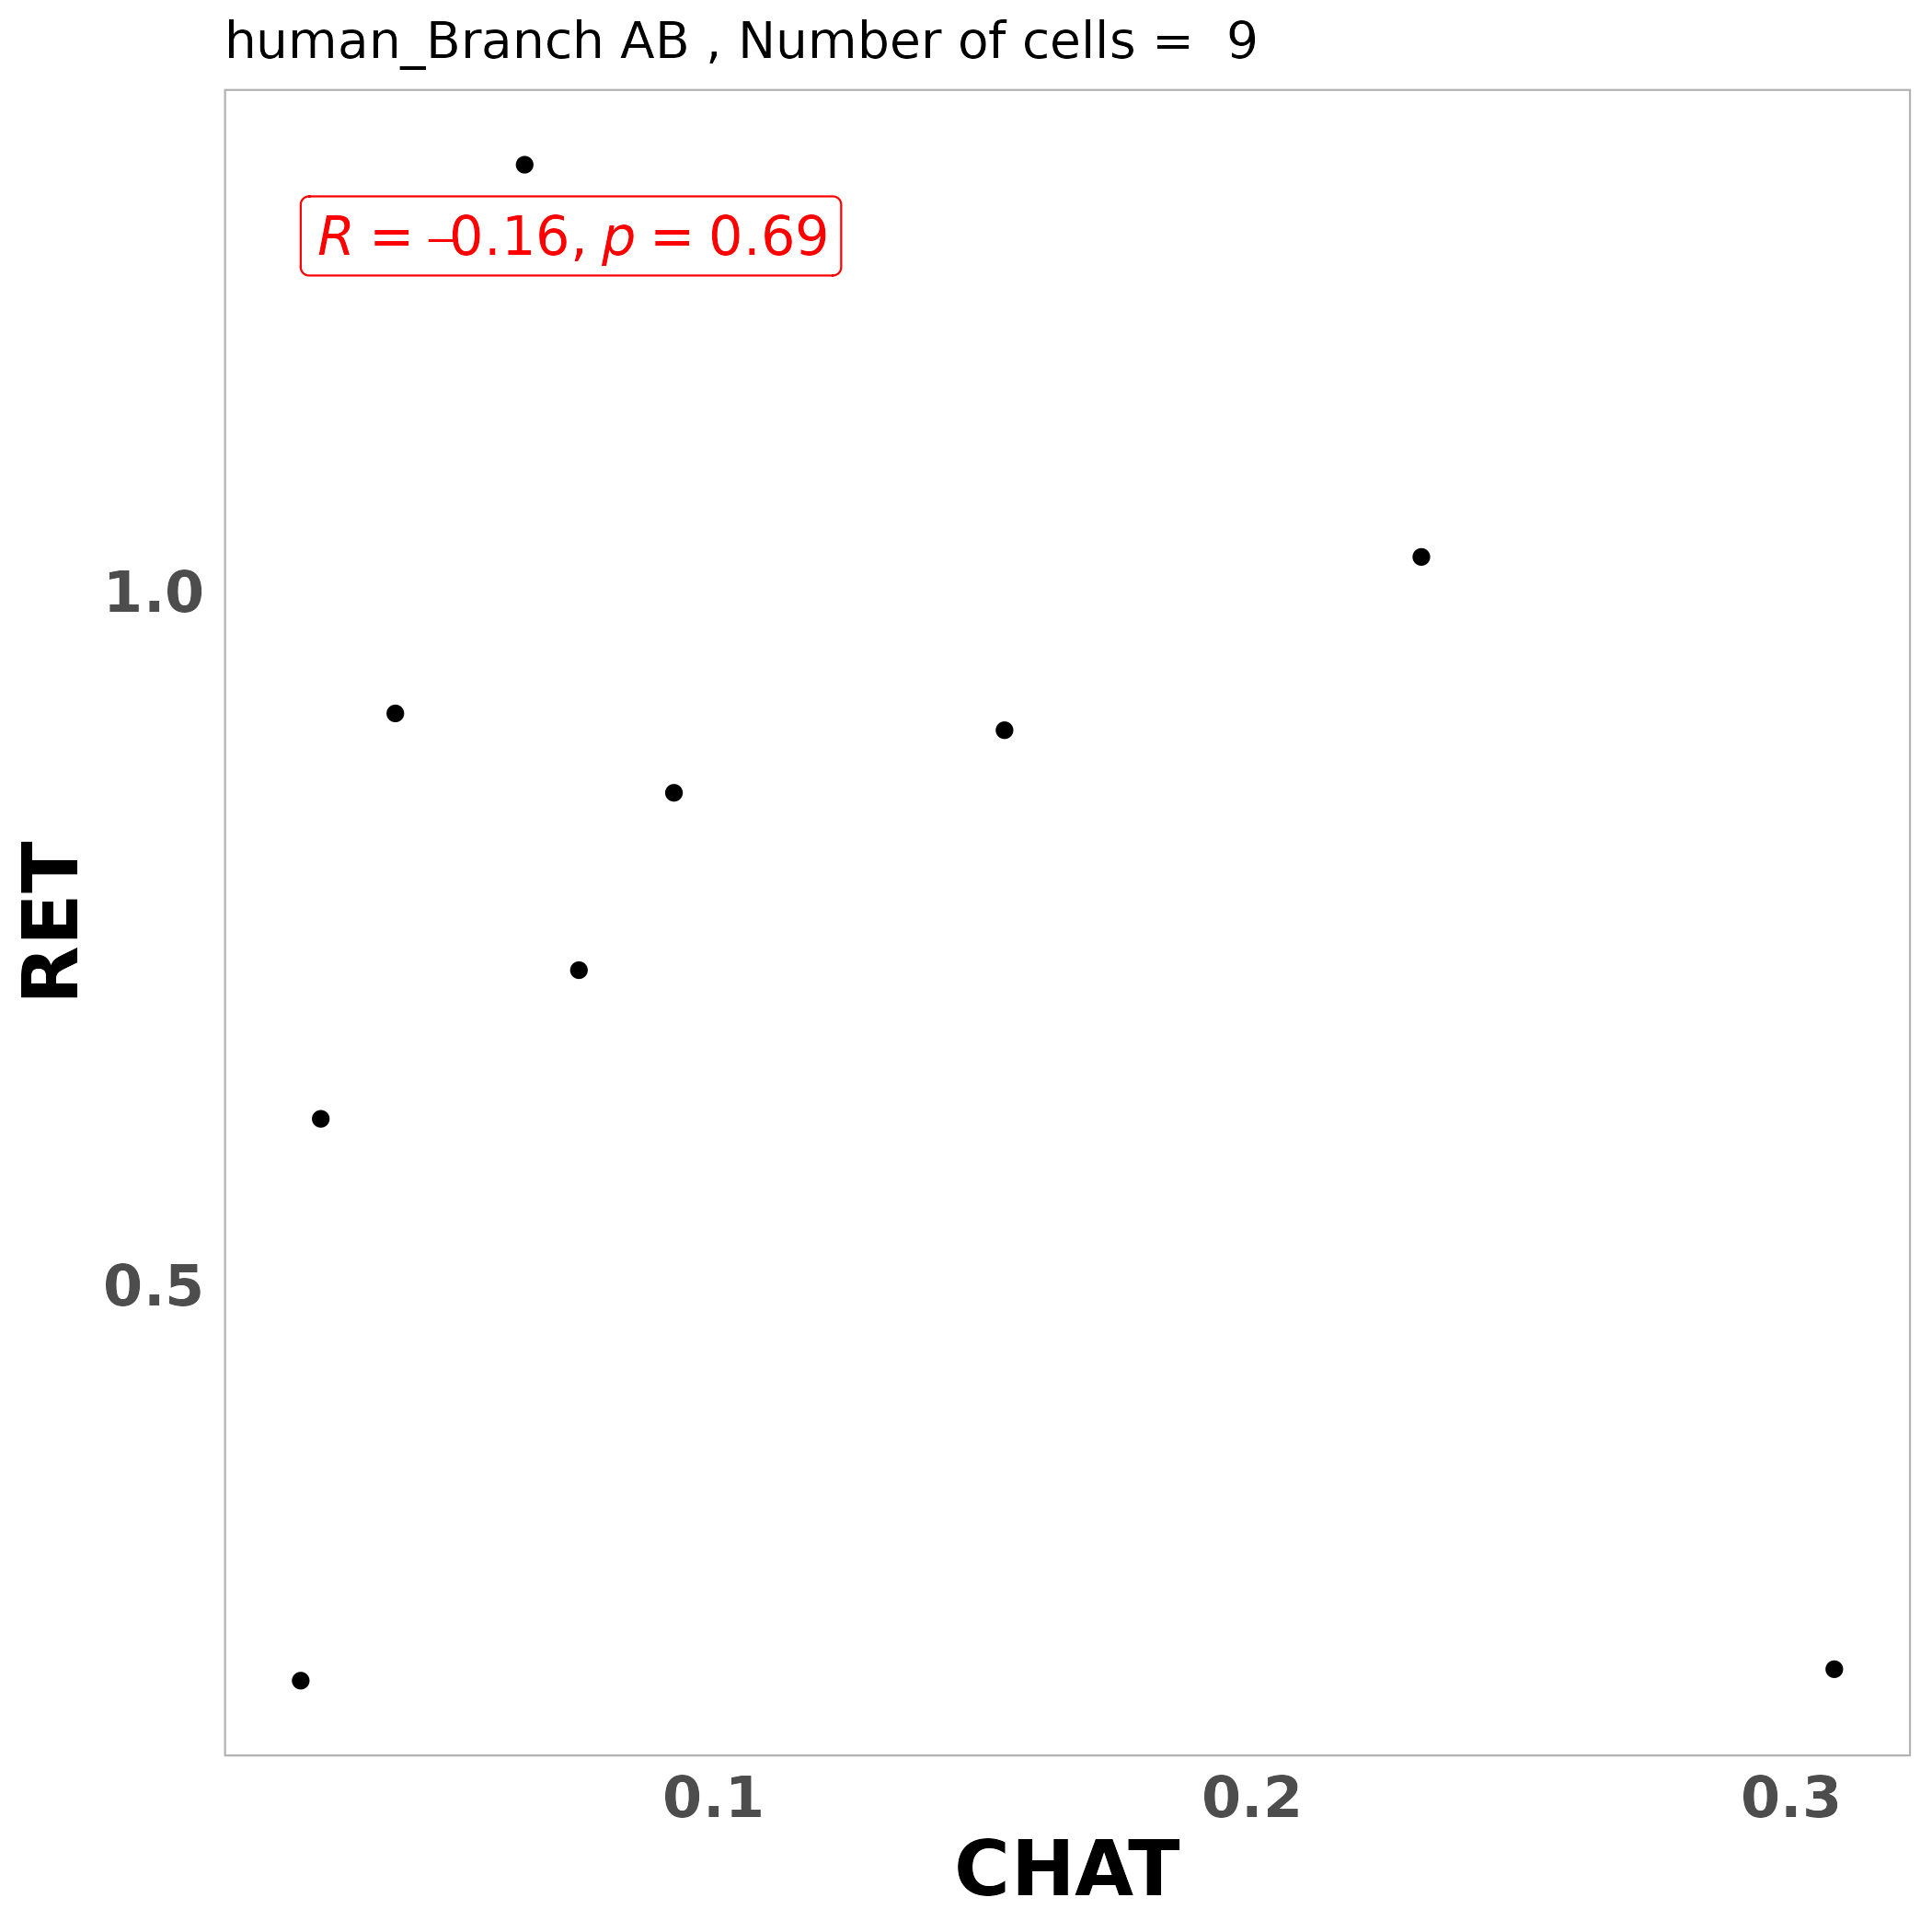 human_Branch AB , Number of cells =  9
R = –0.16, p = 0.69
1.0
0.5
RET
0.1 0.2 0.3
CHAT